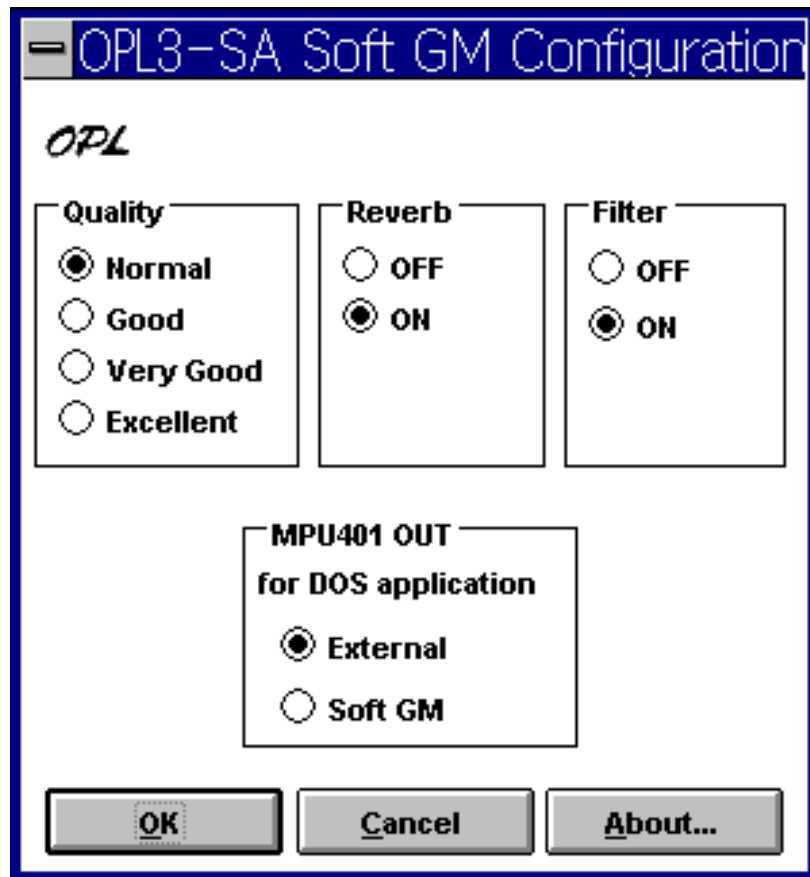 OPL3-SA Soft GM Configuration
OPL
Quality
Normal
Good
Very Good
Excellent
Reverb
OFF
ON
Filter
OFF
ON
MPU401 OUT
for DOS application
External
Soft GM
OK
Cancel
About...